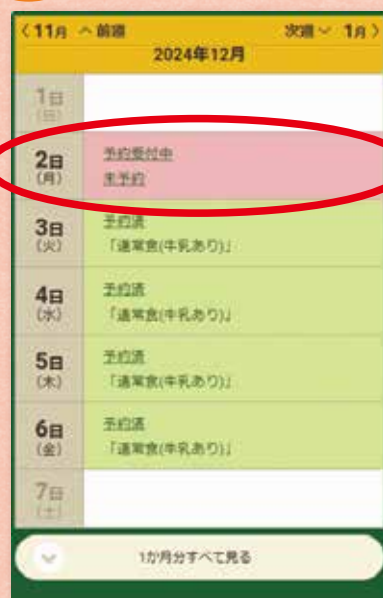 〈11月 ヘ前週 次週﹀ 1月〉
2024年12月
1日
(日)
2日
(月)
予約受付中
未予約
3日
(火)
予約済
「通常食(牛乳あり)」
4日
(水)
予約済
「通常食(牛乳あり)」
5日
(木)
予約済
「通常食(牛乳あり)」
6日
(金)
予約済
「通常食(牛乳あり)」
7日
(土)
1か月分すべて見る